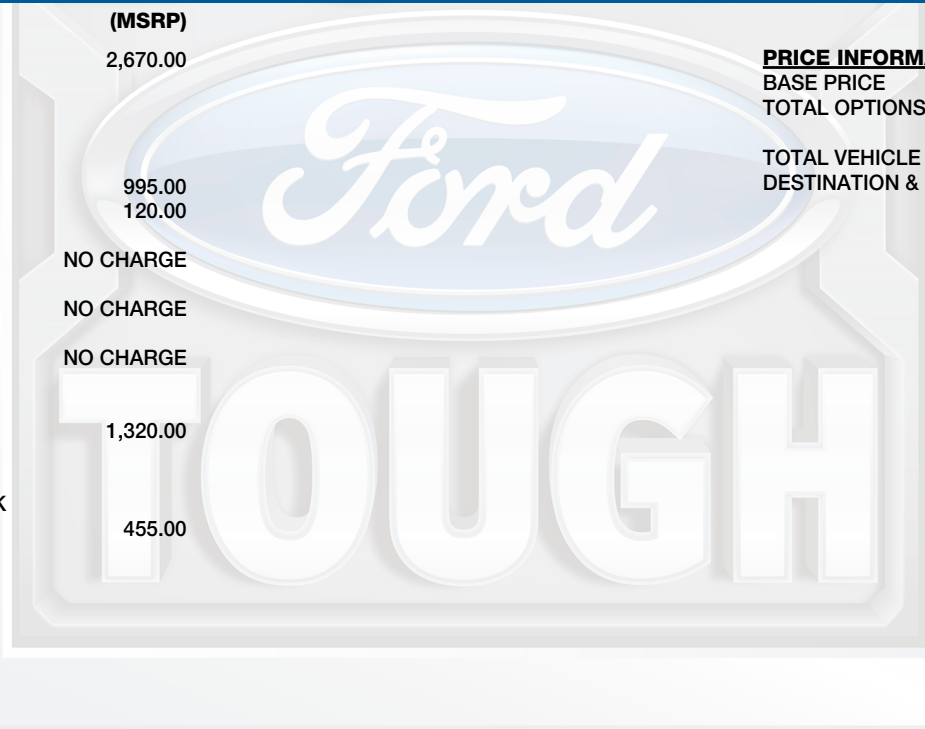 (MSRP)
2,670.00
995.00
120.00
NO CHARGE
NO CHARGE
NO CHARGE
1,320.00
K
455.00
PRICE INFORMA
BASE PRICE
TOTAL OPTIONS
TOTAL VEHICLE
DESTINATION &
Ford
TOUGH